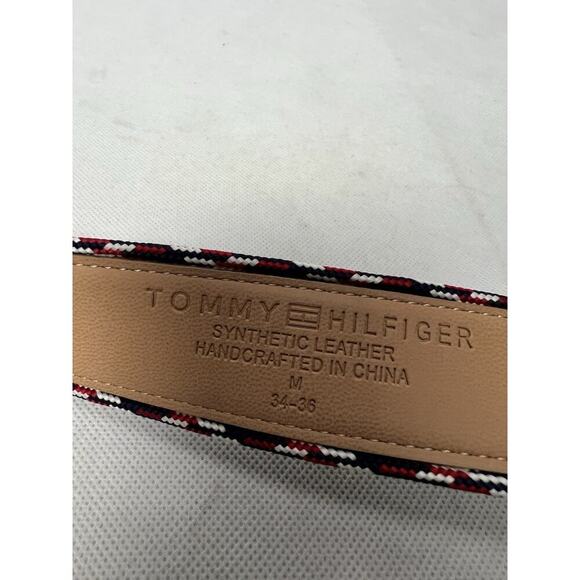 TOMMY HILFIGER
SYNTHETIC LEATHER
HANDCRAFTED IN CHINA
M
34-36